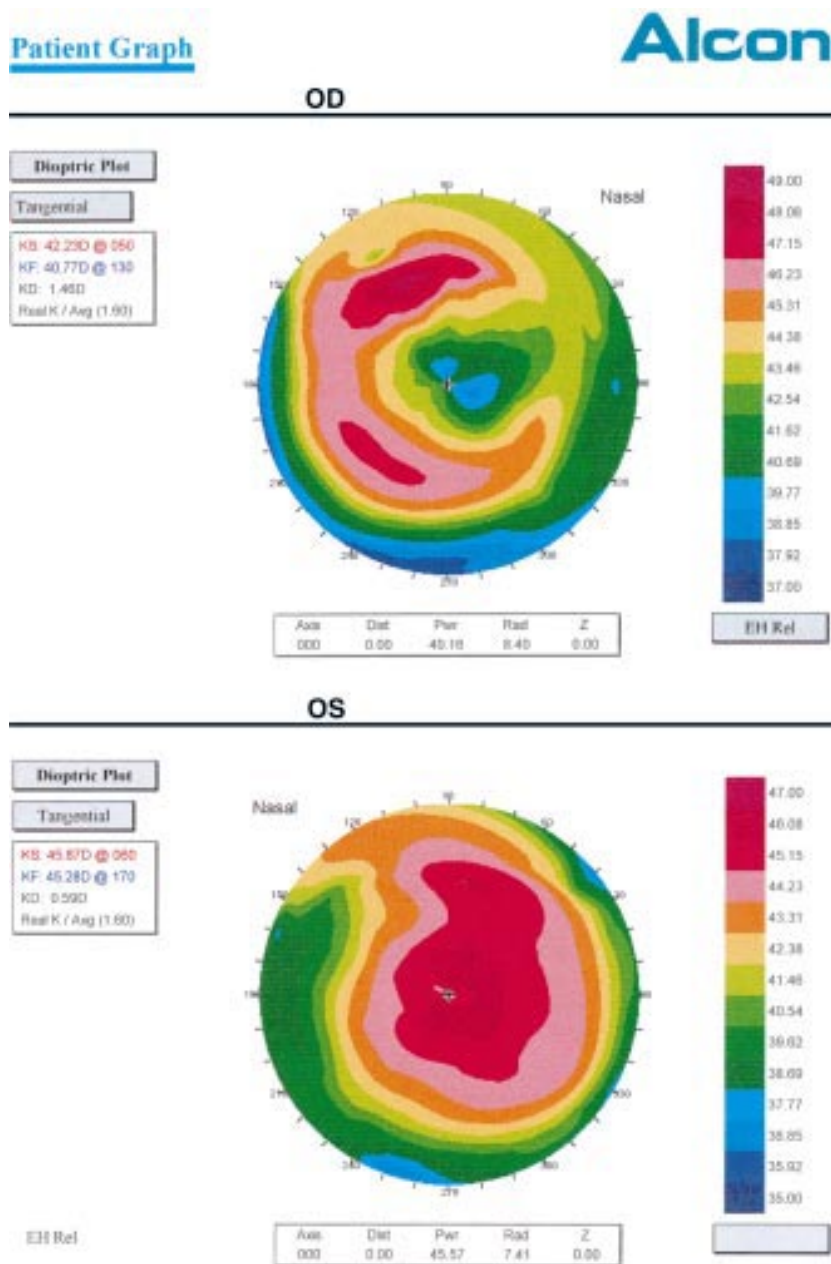 Patient Graph
Alcon
OD
Dioptric Plot
Tangential
KS: 42.23D @ 050
KF: 40.77D @ 130
KD: 1.46D
Real K / Avg (1.60)
Nasal
49.00
48.08
47.15
46.23
45.31
44.38
43.46
42.54
41.62
40.69
39.77
38.85
37.92
37.00
Axis Dist Pwr Rad Z
000 0.00 40.16 8.40 0.00
EH Rel
OS
Dioptric Plot
Tangential
KS: 45.87D @ 080
KF: 45.28D @ 170
KD: 0.59D
Real K / Avg (1.60)
Nasal
47.00
46.08
45.15
44.23
43.31
42.38
41.46
40.54
39.62
38.69
37.77
36.85
35.92
35.00
EH Rel
Axis Dist Pwr Rad Z
000 0.00 45.57 7.41 0.00